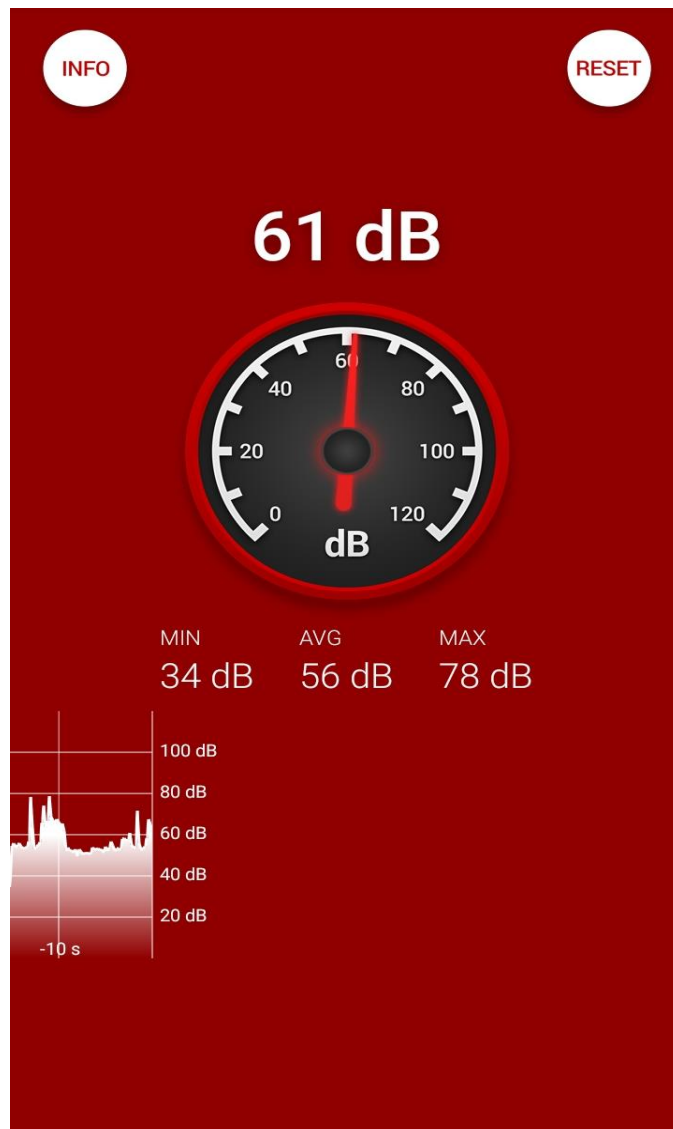 INFO
RESET
61 dB
60
40
80
20
100
0
120
dB
MIN AVG MAX
34 dB 56 dB 78 dB
100 dB
80 dB
60 dB
40 dB
20 dB
-10 s